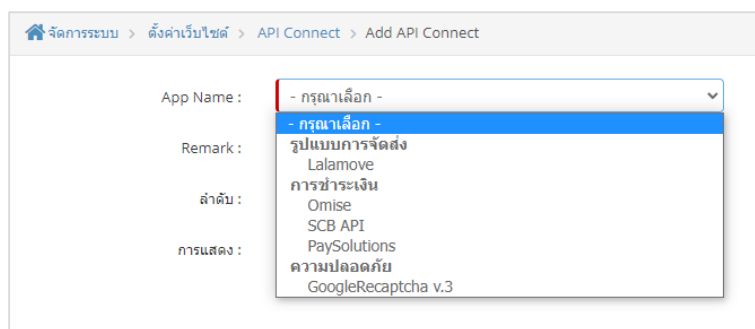 จัดการระบบ > ตั้งค่าเว็บไซต์ > API Connect > Add API Connect
App Name : - กรุณาเลือก -
- กรุณาเลือก -
Remark : รูปแบบการจัดส่ง
Lalamove
การชำระเงิน
ลำดับ : Omise
SCB API
การแสดง : PaySolutions
ความปลอดภัย
GoogleRecaptcha v.3